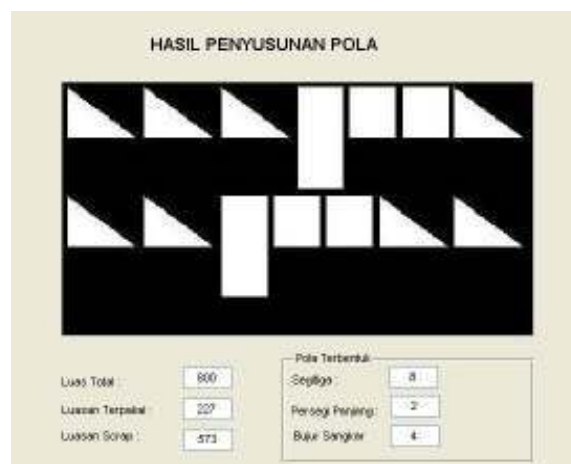 HASIL PENYUSUNAN POLA
Luas Total : 800
Luasan Terpakai : 227
Luasan Scrap : 573
Pola Terbentuk
Segitiga : 8
Persegi Panjang : 2
Bujur Sangkar 4